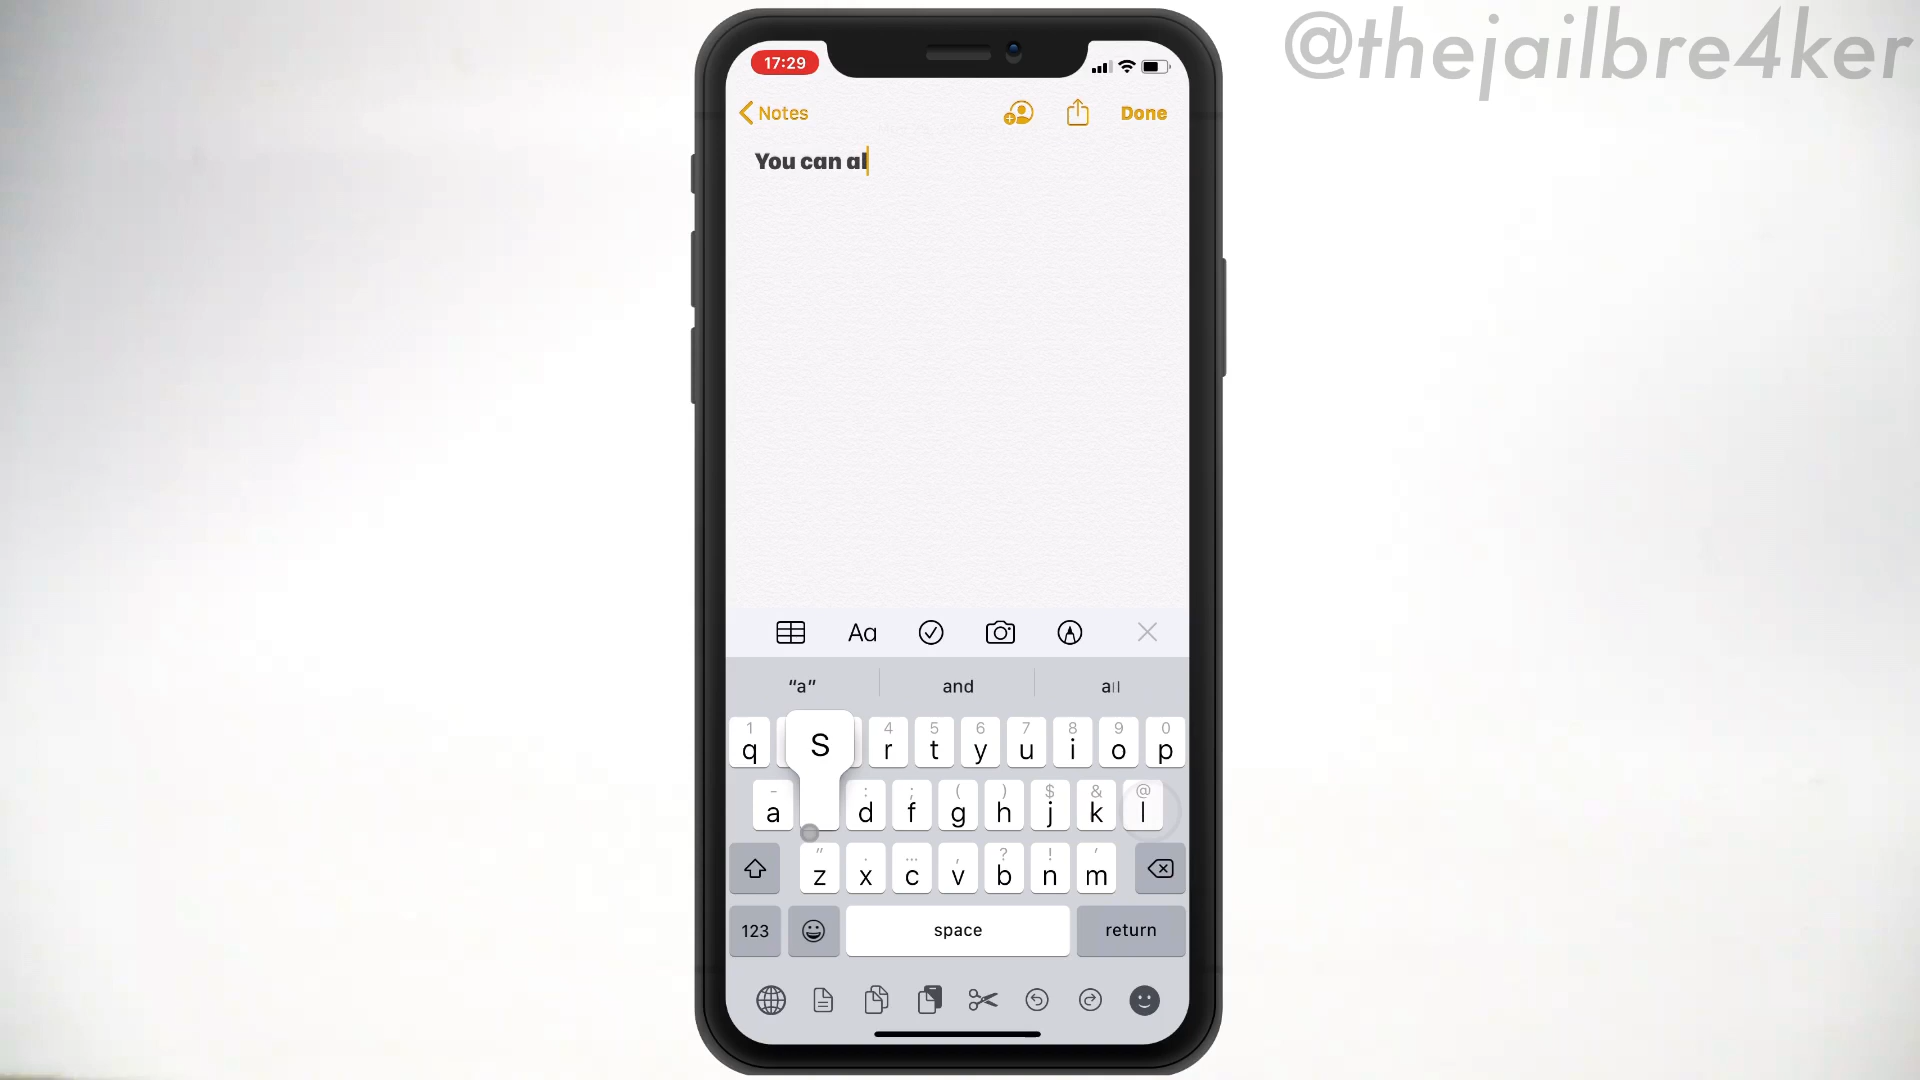 @thejailbre4ker
17:29
Notes
Done
You can al
Aa
“a” and all
1 4 5 6 7 8 9 0
q S r t y u i o p
- : ; ( ) $ & @
a d f g h j k l
" . ... , ? ! '
z x c v b n m
123 space return